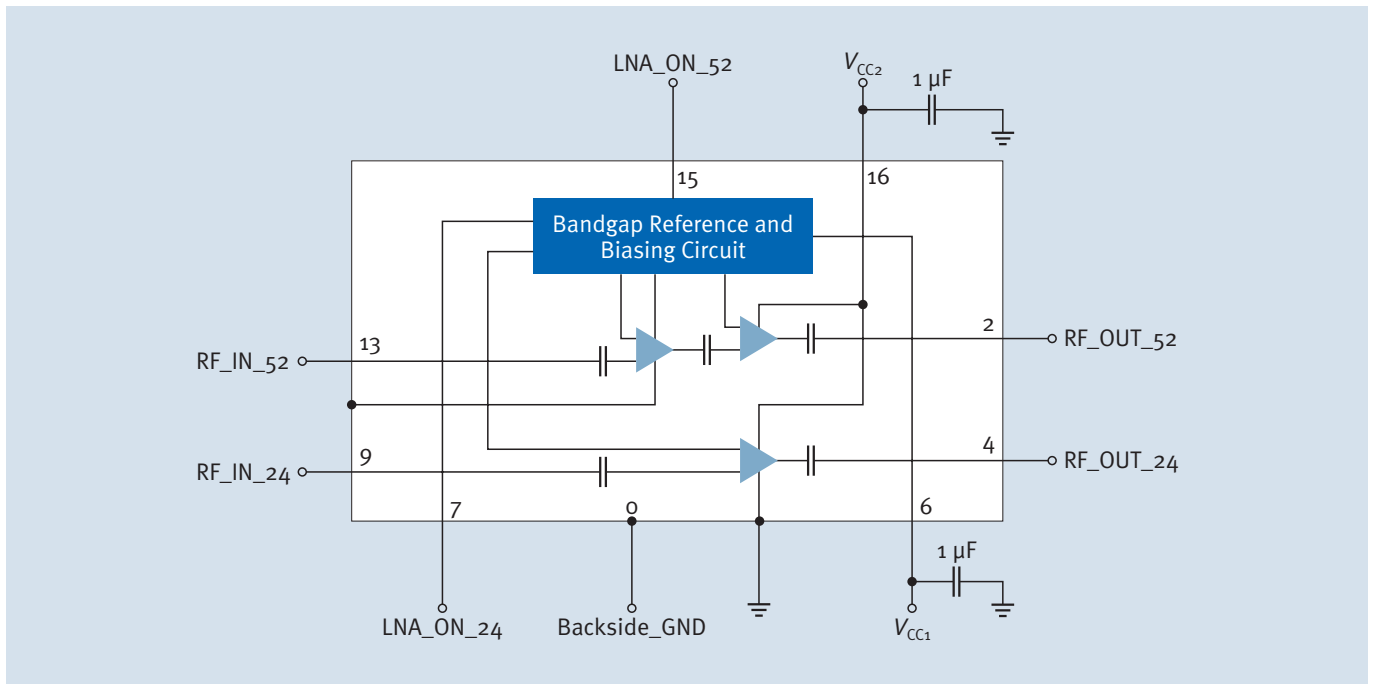 LNA_ON_52
VCC2
1 µF
15
16
Bandgap Reference and
Biasing Circuit
13
2
RF_IN_52
RF_OUT_52
9
4
RF_IN_24
RF_OUT_24
7
0
6
1 µF
LNA_ON_24
Backside_GND
VCC1